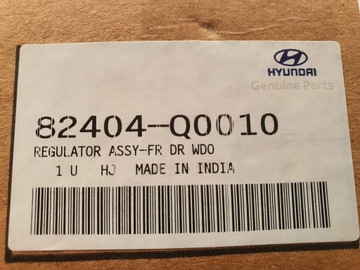 HYUNDAI
Genuine Parts
82404-Q0010
REGULATOR ASSY-FR DR WDO
1 U HJ MADE IN INDIA